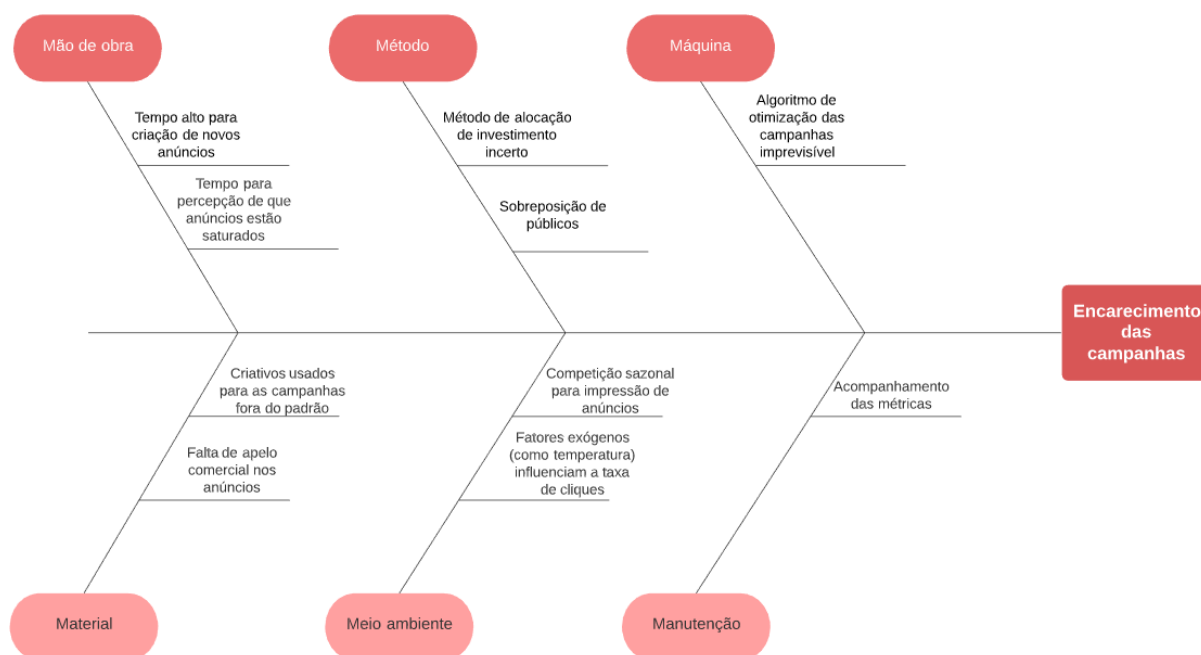 Mão de obra
Método
Máquina
Tempo alto para
criação de novos
anúncios
Método de alocação
de investimento
incerto
Algoritmo de
otimização das
campanhas
imprevisível
Tempo para
percepção de que
anúncios estão
saturados
Sobreposição de
públicos
Encarecimento
das
campanhas
Criativos usados
para as campanhas
fora do padrão
Competição sazonal
para impressão de
anúncios
Acompanhamento
das métricas
Falta de apelo
comercial nos
anúncios
Fatores exógenos
(como temperatura)
influenciam a taxa
de cliques
Material
Meio ambiente
Manutenção